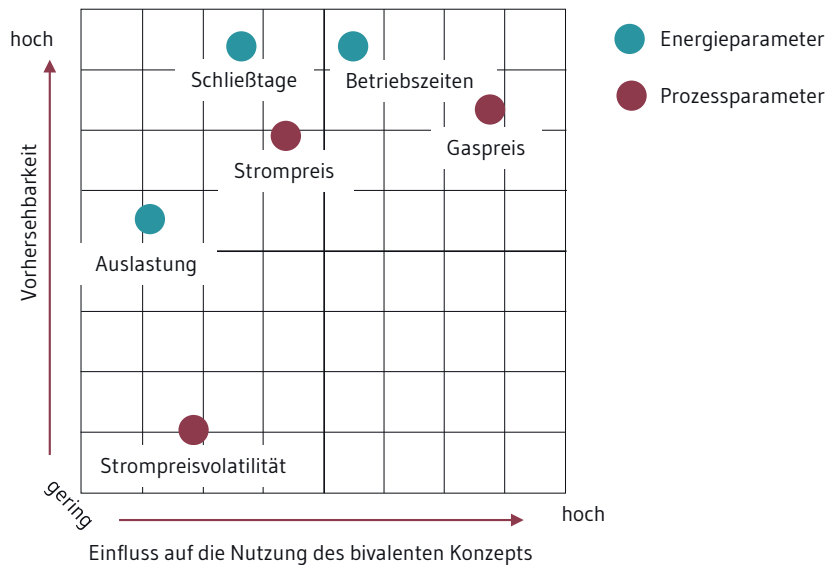 hoch
Vorhersehbarkeit
Schließtage
Betriebszeiten
Strompreis
Gaspreis
Auslastung
Strompreisvolatilität
gering
hoch
Einfluss auf die Nutzung des bivalenten Konzepts
Energieparameter
Prozessparameter